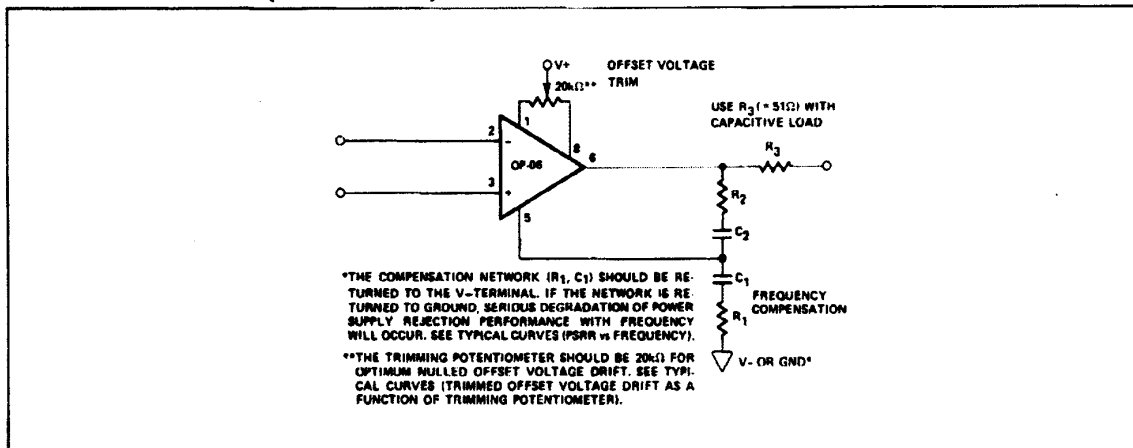 V+
OFFSET VOLTAGE
TRIM
20kΩ**
USE R3 (≈51Ω) WITH
CAPACITIVE LOAD
1
2
−
8
6
R3
OP-06
3
+
R2
5
C2
C1
*THE COMPENSATION NETWORK (R1, C1) SHOULD BE RE-
TURNED TO THE V-TERMINAL. IF THE NETWORK IS RE-
TURNED TO GROUND, SERIOUS DEGRADATION OF POWER
SUPPLY REJECTION PERFORMANCE WITH FREQUENCY
WILL OCCUR. SEE TYPICAL CURVES (PSRR vs FREQUENCY).
FREQUENCY
COMPENSATION
R1
**THE TRIMMING POTENTIOMETER SHOULD BE 20kΩ FOR
OPTIMUM NULLED OFFSET VOLTAGE DRIFT. SEE TYPI-
CAL CURVES (TRIMMED OFFSET VOLTAGE DRIFT AS A
FUNCTION OF TRIMMING POTENTIOMETER).
V- OR GND*